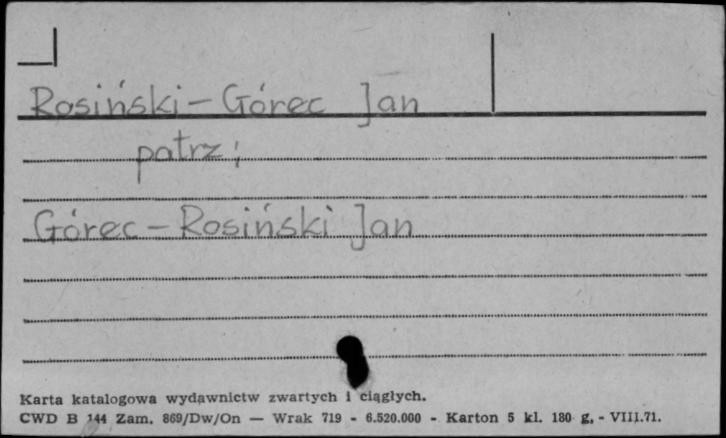 Rosiński-Górec Jan
patrz;
Górec-Rosiński Jan
Karta katalogowa wydawnictw zwartych i ciągłych.
CWD B 144 Zam. 869/Dw/On — Wrak 719 - 6.520.000 - Karton 5 kl. 180 g. - VIII.71.